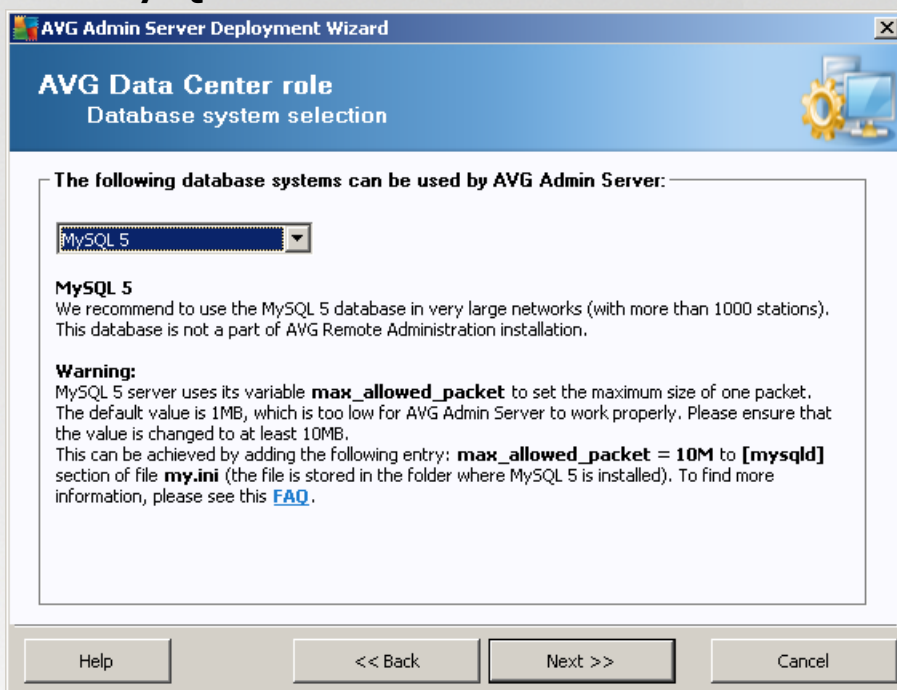 AVG Admin Server Deployment Wizard
AVG Data Center role
Database system selection
The following database systems can be used by AVG Admin Server:
MySQL 5
MySQL 5
We recommend to use the MySQL 5 database in very large networks (with more than 1000 stations).
This database is not a part of AVG Remote Administration installation.
Warning:
MySQL 5 server uses its variable max_allowed_packet to set the maximum size of one packet.
The default value is 1MB, which is too low for AVG Admin Server to work properly. Please ensure that
the value is changed to at least 10MB.
This can be achieved by adding the following entry: max_allowed_packet = 10M to [mysqld]
section of file my.ini (the file is stored in the folder where MySQL 5 is installed). To find more
information, please see this FAQ.
Help
<< Back
Next >>
Cancel